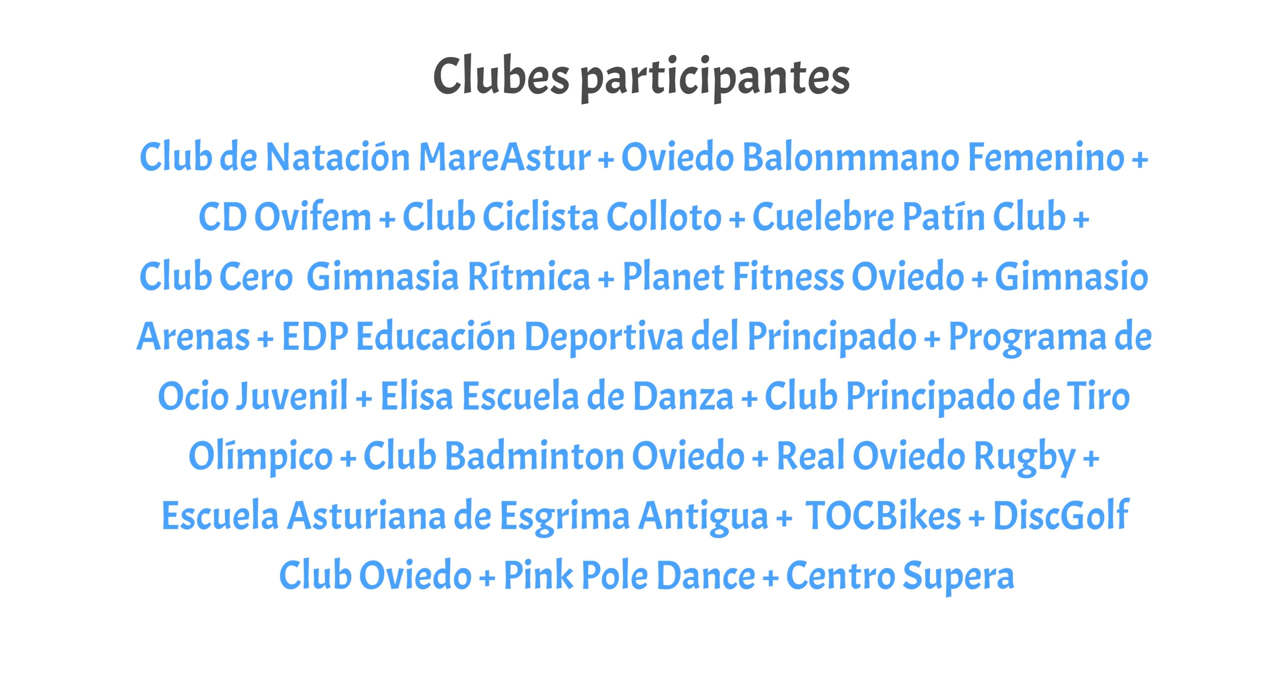 Clubes participantes
Club de Natación MareAstur + Oviedo Balonmmano Femenino +
CD Ovifem + Club Ciclista Colloto + Cuelebre Patín Club +
Club Cero  Gimnasia Rítmica + Planet Fitness Oviedo + Gimnasio
Arenas + EDP Educación Deportiva del Principado + Programa de
Ocio Juvenil + Elisa Escuela de Danza + Club Principado de Tiro
Olímpico + Club Badminton Oviedo + Real Oviedo Rugby +
Escuela Asturiana de Esgrima Antigua +  TOCBikes + DiscGolf
Club Oviedo + Pink Pole Dance + Centro Supera